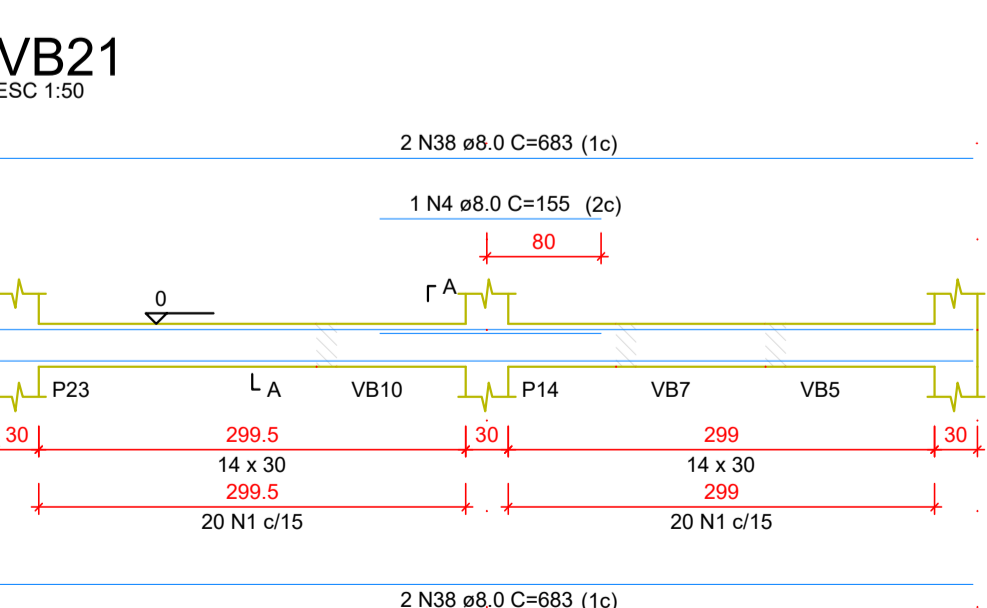 VB21
ESC 1:50
2 N38 ø8.0 C=683 (1c)
1 N4 ø8.0 C=155 (2c)
80
A
0
P23 A VB10 P14 VB7 VB5
30 299.5 30 299 30
14 x 30 14 x 30
299.5 299
20 N1 c/15 20 N1 c/15
2 N38 ø8.0 C=683 (1c)